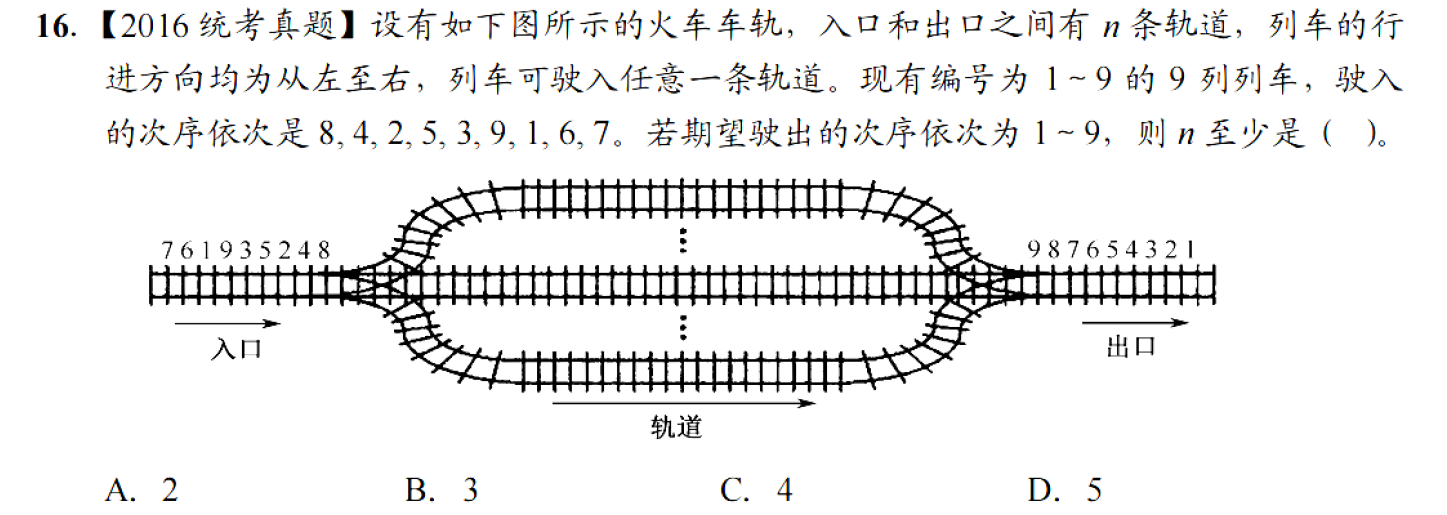 16.【2016 统考真题】设有如下图所示的火车车轨，入口和出口之间有 n 条轨道，列车的行
进方向均为从左至右，列车可驶入任意一条轨道。现有编号为 1~9 的 9 列列车，驶入
的次序依次是 8, 4, 2, 5, 3, 9, 1, 6, 7。若期望驶出的次序依次为 1~9，则 n 至少是（ ）。
7 6 1 9 3 5 2 4 8
9 8 7 6 5 4 3 2 1
入口
出口
轨道
A. 2 B. 3 C. 4 D. 5